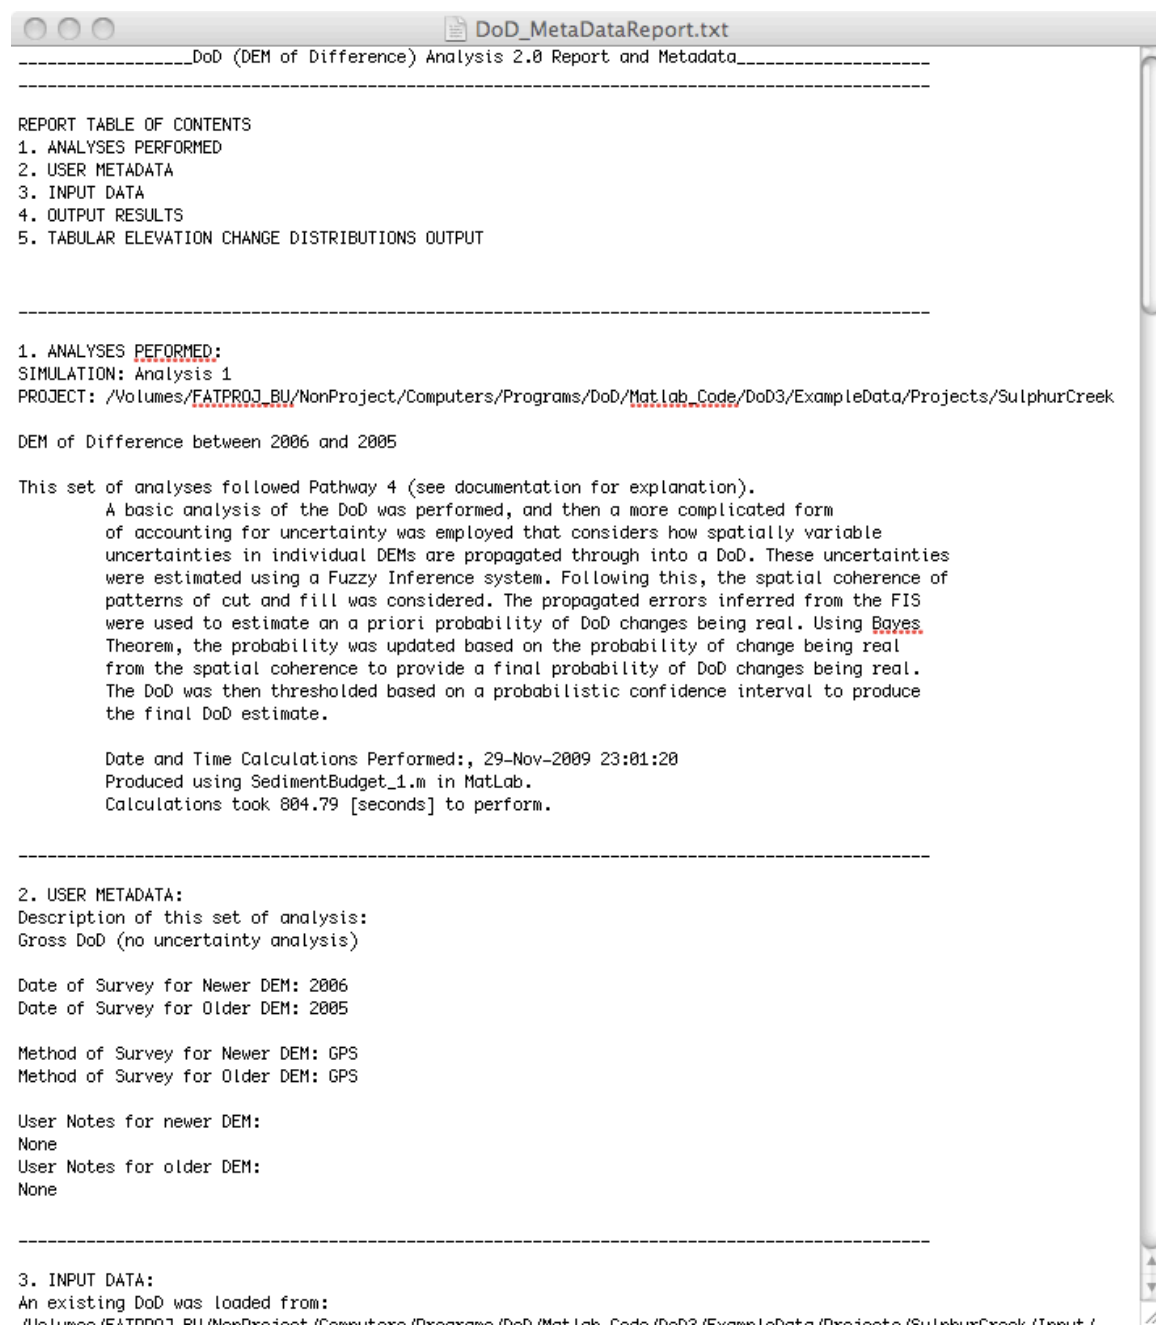 DoD_MetaDataReport.txt
__________________DoD (DEM of Difference) Analysis 2.0 Report and Metadata____________________
REPORT TABLE OF CONTENTS
1. ANALYSES PERFORMED
2. USER METADATA
3. INPUT DATA
4. OUTPUT RESULTS
5. TABULAR ELEVATION CHANGE DISTRIBUTIONS OUTPUT
1. ANALYSES PEFORMED:
SIMULATION: Analysis 1
PROJECT: /Volumes/FATPROJ_BU/NonProject/Computers/Programs/DoD/Matlab_Code/DoD3/ExampleData/Projects/SulphurCreek
DEM of Difference between 2006 and 2005
This set of analyses followed Pathway 4 (see documentation for explanation).
A basic analysis of the DoD was performed, and then a more complicated form
of accounting for uncertainty was employed that considers how spatially variable
uncertainties in individual DEMs are propagated through into a DoD. These uncertainties
were estimated using a Fuzzy Inference system. Following this, the spatial coherence of
patterns of cut and fill was considered. The propagated errors inferred from the FIS
were used to estimate an a priori probability of DoD changes being real. Using Bayes
Theorem, the probability was updated based on the probability of change being real
from the spatial coherence to provide a final probability of DoD changes being real.
The DoD was then thresholded based on a probabilistic confidence interval to produce
the final DoD estimate.
Date and Time Calculations Performed:, 29-Nov-2009 23:01:20
Produced using SedimentBudget_1.m in MatLab.
Calculations took 804.79 [seconds] to perform.
2. USER METADATA:
Description of this set of analysis:
Gross DoD (no uncertainty analysis)
Date of Survey for Newer DEM: 2006
Date of Survey for Older DEM: 2005
Method of Survey for Newer DEM: GPS
Method of Survey for Older DEM: GPS
User Notes for newer DEM:
None
User Notes for older DEM:
None
3. INPUT DATA:
An existing DoD was loaded from:
/Volumes/FATPROJ_BU/NonProject/Computers/Programs/DoD/Matlab_Code/DoD3/ExampleData/Projects/SulphurCreek/Input/